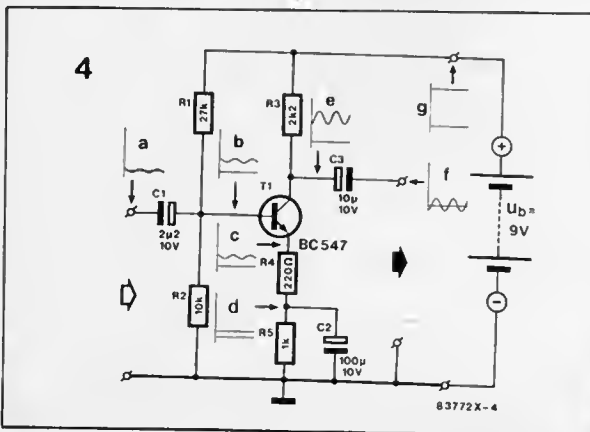 4
a
R1
27k
b
R3
2k2
e
g
C1
2µ2
10V
T1
C3
10µ
10V
f
BC547
c
R4
220Ω
u_b=
9V
R2
10k
d
R5
1k
C2
100µ
10V
83772X-4